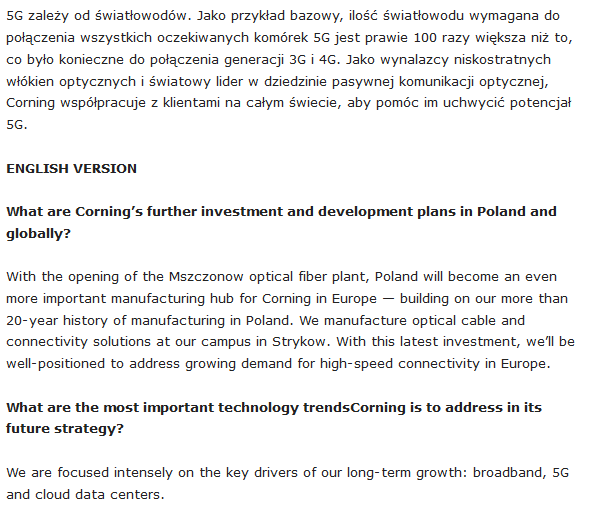 5G zależy od światłowodów. Jako przykład bazowy, ilość światłowodu wymagana do
połączenia wszystkich oczekiwanych komórek 5G jest prawie 100 razy większa niż to,
co było konieczne do połączenia generacji 3G i 4G. Jako wynalazcy niskostratnych
włókien optycznych i światowy lider w dziedzinie pasywnej komunikacji optycznej,
Corning współpracuje z klientami na całym świecie, aby pomóc im uchwycić potencjał
5G.
ENGLISH VERSION
What are Corning’s further investment and development plans in Poland and
globally?
With the opening of the Mszczonow optical fiber plant, Poland will become an even
more important manufacturing hub for Corning in Europe — building on our more than
20-year history of manufacturing in Poland. We manufacture optical cable and
connectivity solutions at our campus in Strykow. With this latest investment, we’ll be
well-positioned to address growing demand for high-speed connectivity in Europe.
What are the most important technology trendsCorning is to address in its
future strategy?
We are focused intensely on the key drivers of our long-term growth: broadband, 5G
and cloud data centers.